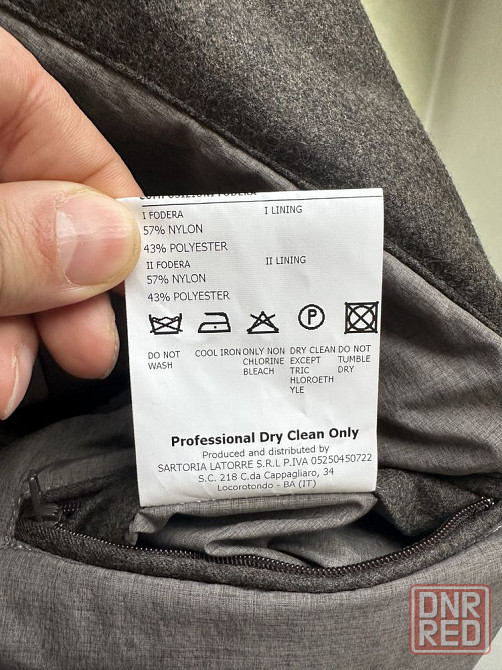 COMPOSIZIONI FODERA
I FODERA I LINING
57% NYLON
43% POLYESTER
II FODERA II LINING
57% NYLON
43% POLYESTER
P
DO NOT WASH
COOL IRON
ONLY NON CHLORINE BLEACH
DRY CLEAN EXCEPT TRIC HLOROETH YLE
DO NOT TUMBLE DRY
Professional Dry Clean Only
Produced and distributed by
SARTORIA LATORRE S.R.L P.IVA 05250450722
S.C. 218 C.da Cappagliaro, 34
Locorotondo - BA (IT)
DNR
RED